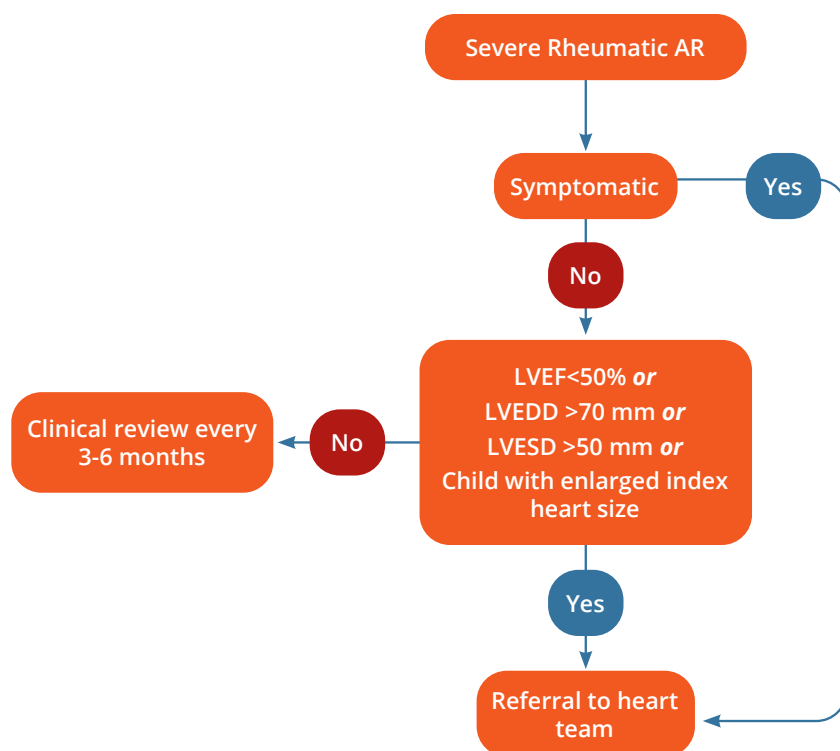 Severe Rheumatic AR
Symptomatic
Yes
No
LVEF<50% or
LVEDD >70 mm or
LVESD >50 mm or
Child with enlarged index
heart size
No
Clinical review every
3-6 months
Yes
Referral to heart
team